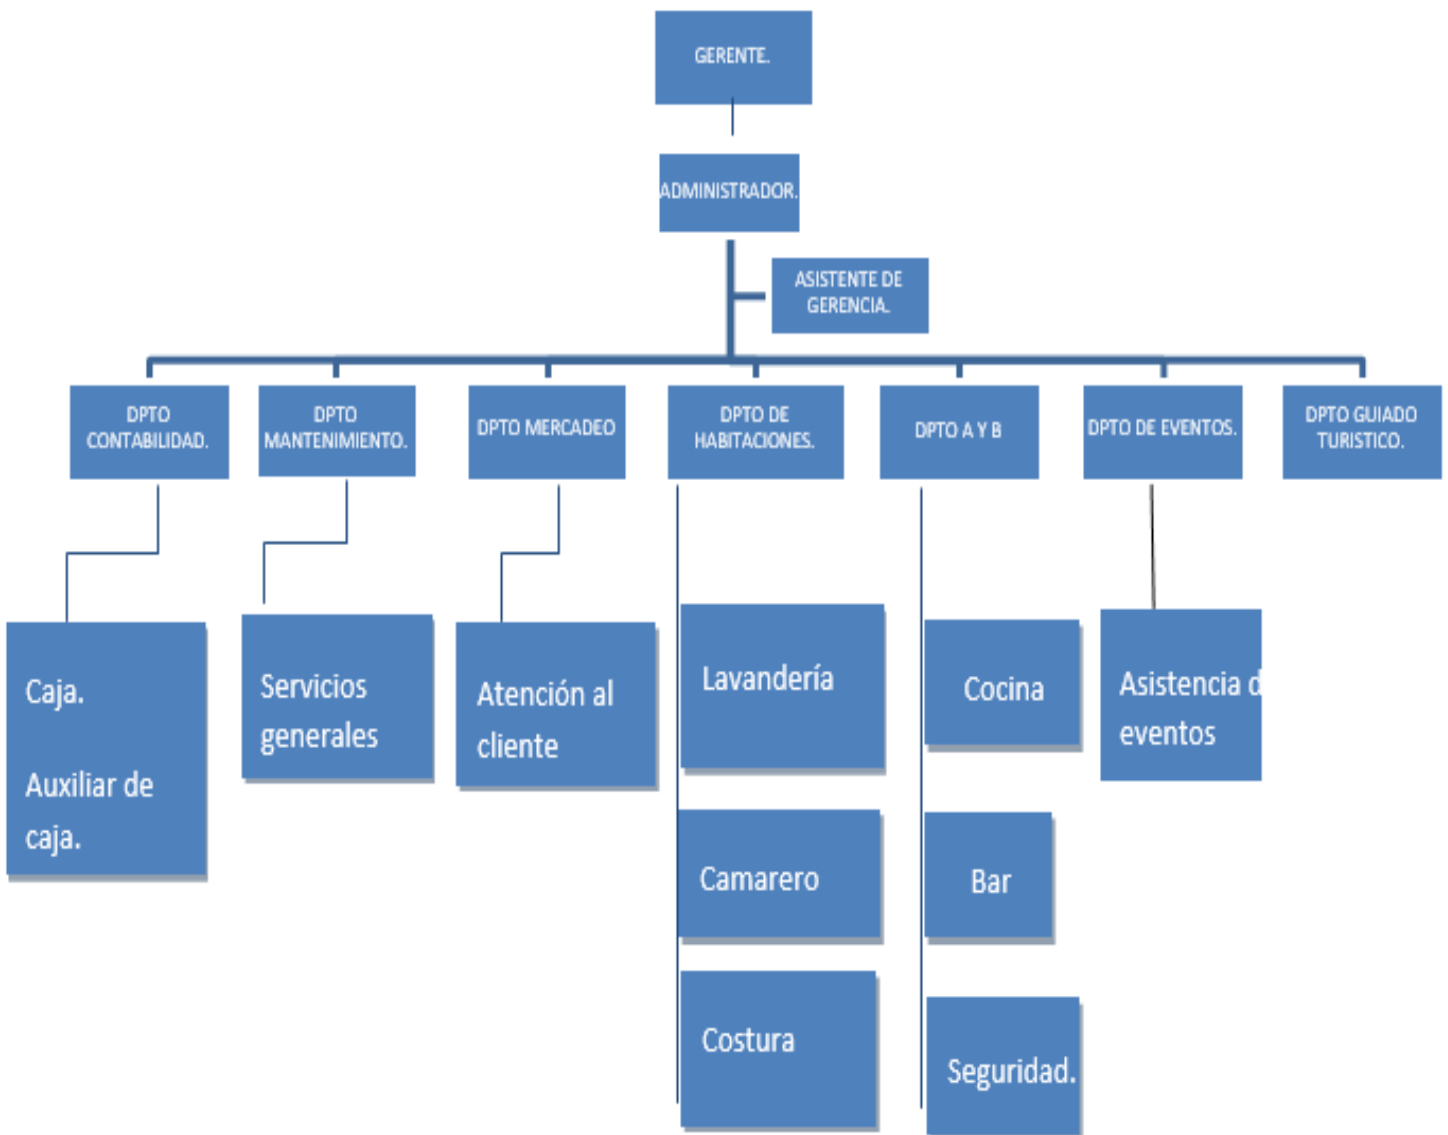 GERENTE.
ADMINISTRADOR.
ASISTENTE DE
GERENCIA.
DPTO
CONTABILIDAD.
DPTO
MANTENIMIENTO.
DPTO MERCADEO
DPTO DE
HABITACIONES.
DPTO A Y B
DPTO DE EVENTOS.
DPTO GUIADO
TURISTICO.
Caja.
Auxiliar de
caja.
Servicios
generales
Atención al
cliente
Lavandería
Camarero
Costura
Cocina
Bar
Seguridad.
Asistencia d
eventos